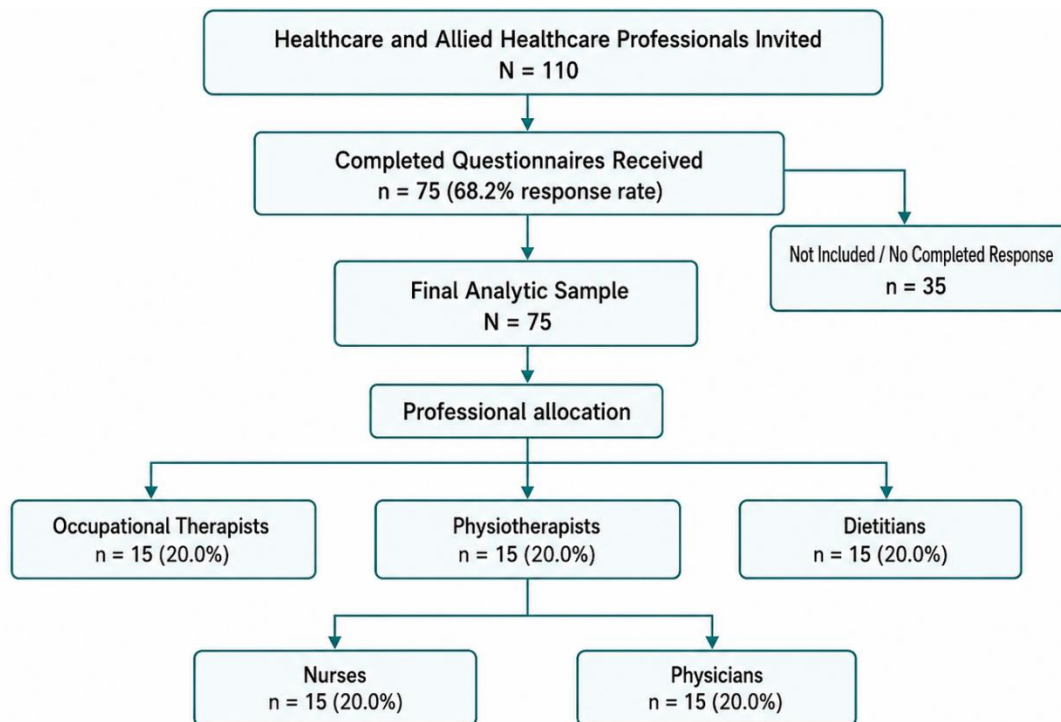 Healthcare and Allied Healthcare Professionals Invited
N = 110
Completed Questionnaires Received
n = 75 (68.2% response rate)
Not Included / No Completed Response
n = 35
Final Analytic Sample
N = 75
Professional allocation
Occupational Therapists
n = 15 (20.0%)
Physiotherapists
n = 15 (20.0%)
Dietitians
n = 15 (20.0%)
Nurses
n = 15 (20.0%)
Physicians
n = 15 (20.0%)